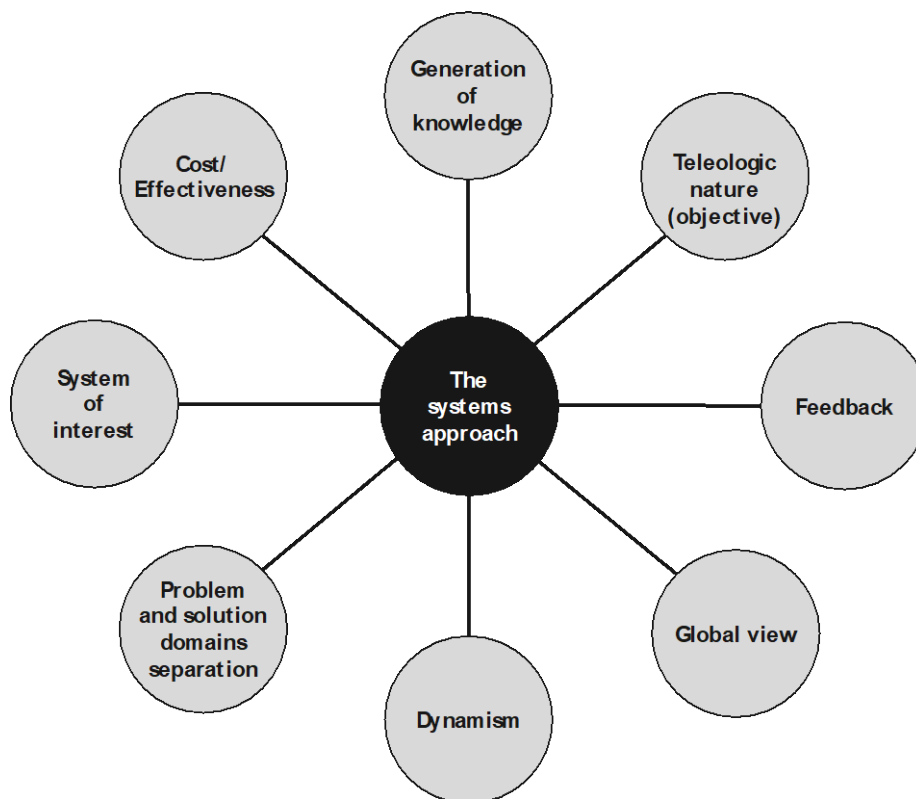 Generation
of
knowledge
Teleologic
nature
(objective)
Cost/
Effectiveness
System
of
interest
The
systems
approach
Feedback
Problem
and solution
domains
separation
Global view
Dynamism